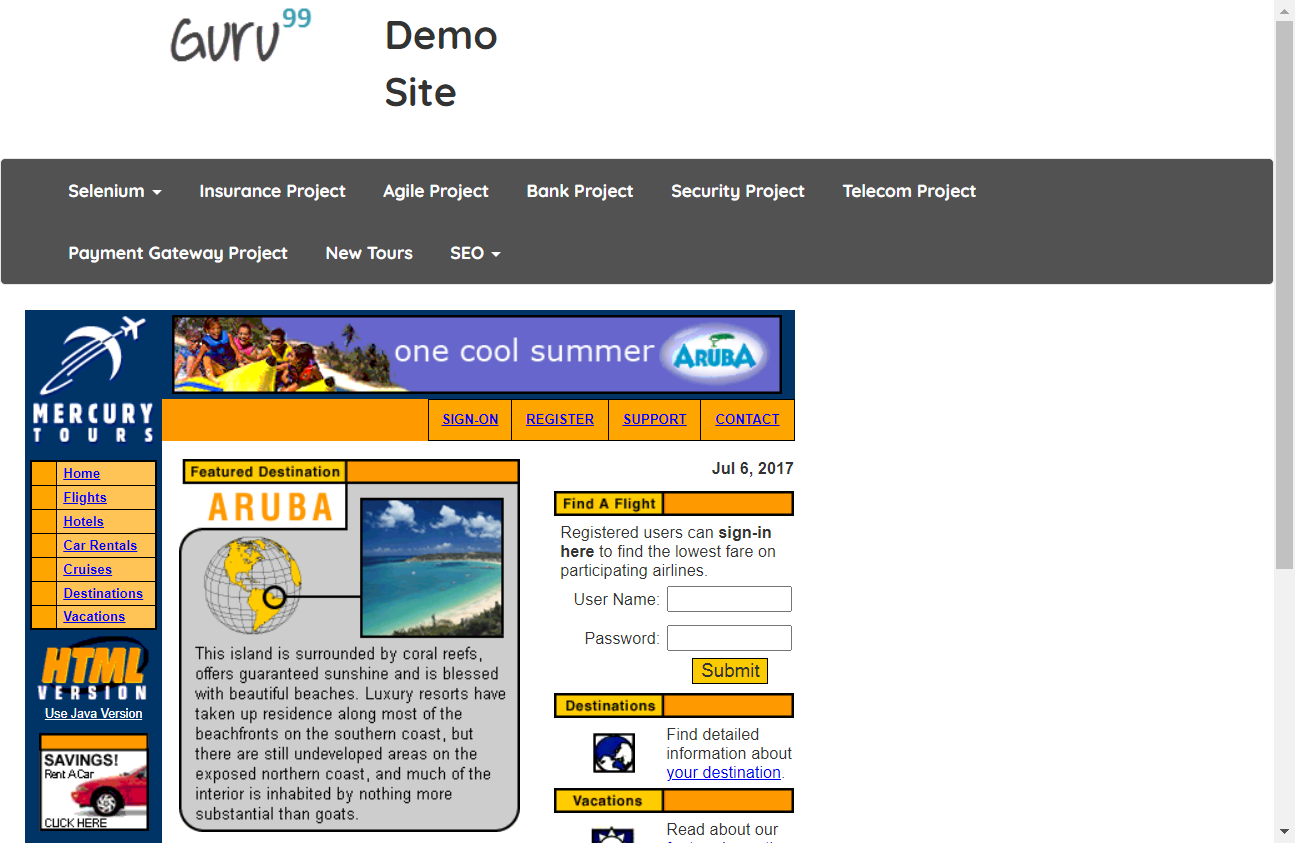 Guru99
Demo
Site
Selenium
Insurance Project
Agile Project
Bank Project
Security Project
Telecom Project
Payment Gateway Project
New Tours
SEO
one cool summer
ARUBA
MERCURY
TOURS
SIGN-ON
REGISTER
SUPPORT
CONTACT
Home
Flights
Hotels
Car Rentals
Cruises
Destinations
Vacations
HTML
VERSION
Use Java Version
SAVINGS!
Rent A Car
CLICK HERE
Featured Destination
ARUBA
This island is surrounded by coral reefs,
offers guaranteed sunshine and is blessed
with beautiful beaches. Luxury resorts have
taken up residence along most of the
beachfronts on the southern coast, but
there are still undeveloped areas on the
exposed northern coast, and much of the
interior is inhabited by nothing more
substantial than goats.
Jul 6, 2017
Find A Flight
Registered users can sign-in
here to find the lowest fare on
participating airlines.
User Name:
Password:
Submit
Destinations
Find detailed
information about
your destination.
Vacations
Read about our